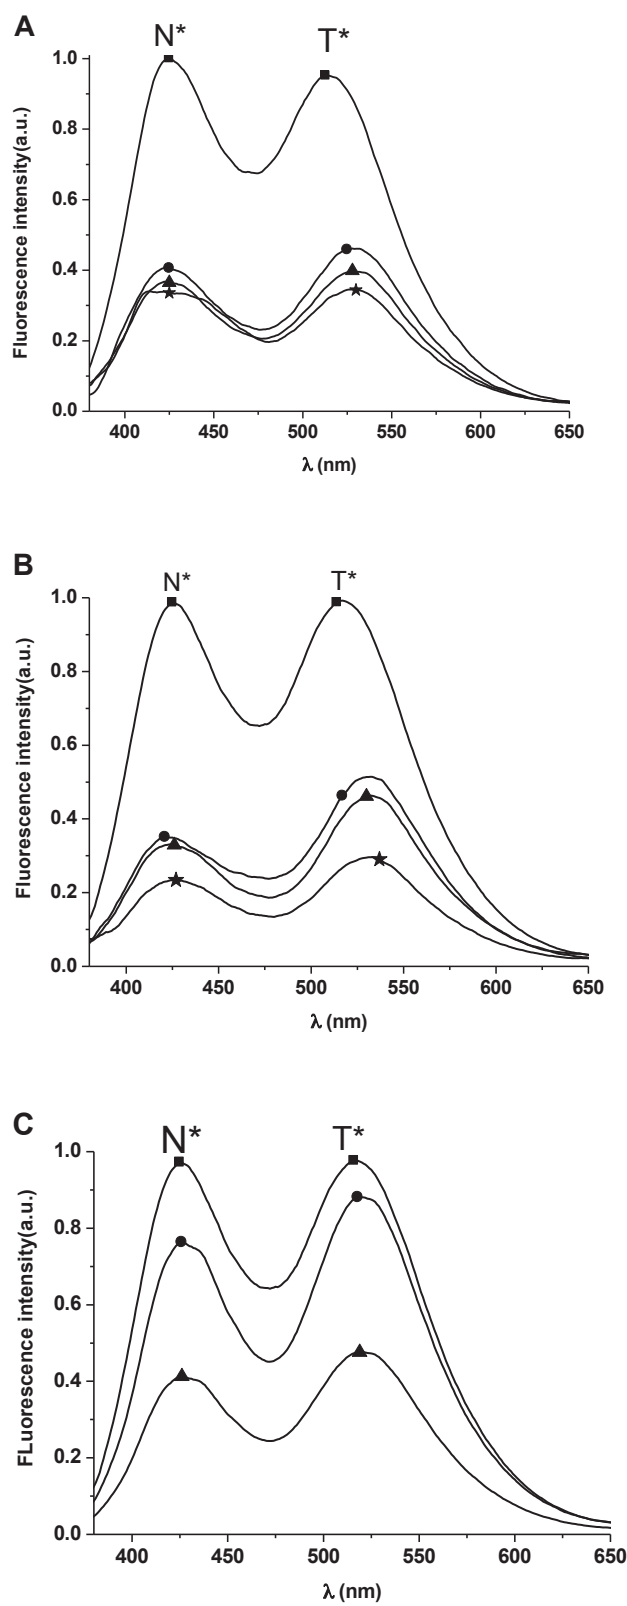 A
N* T*
Fluorescence intensity(a.u.)
1.0
0.8
0.6
0.4
0.2
0.0
400 450 500 550 600 650
λ (nm)
B
N* T*
Fluorescence intensity(a.u.)
1.0
0.8
0.6
0.4
0.2
0.0
400 450 500 550 600 650
λ (nm)
C
N* T*
FLuorescence intensity(a.u.)
1.0
0.8
0.6
0.4
0.2
0.0
400 450 500 550 600 650
λ (nm)